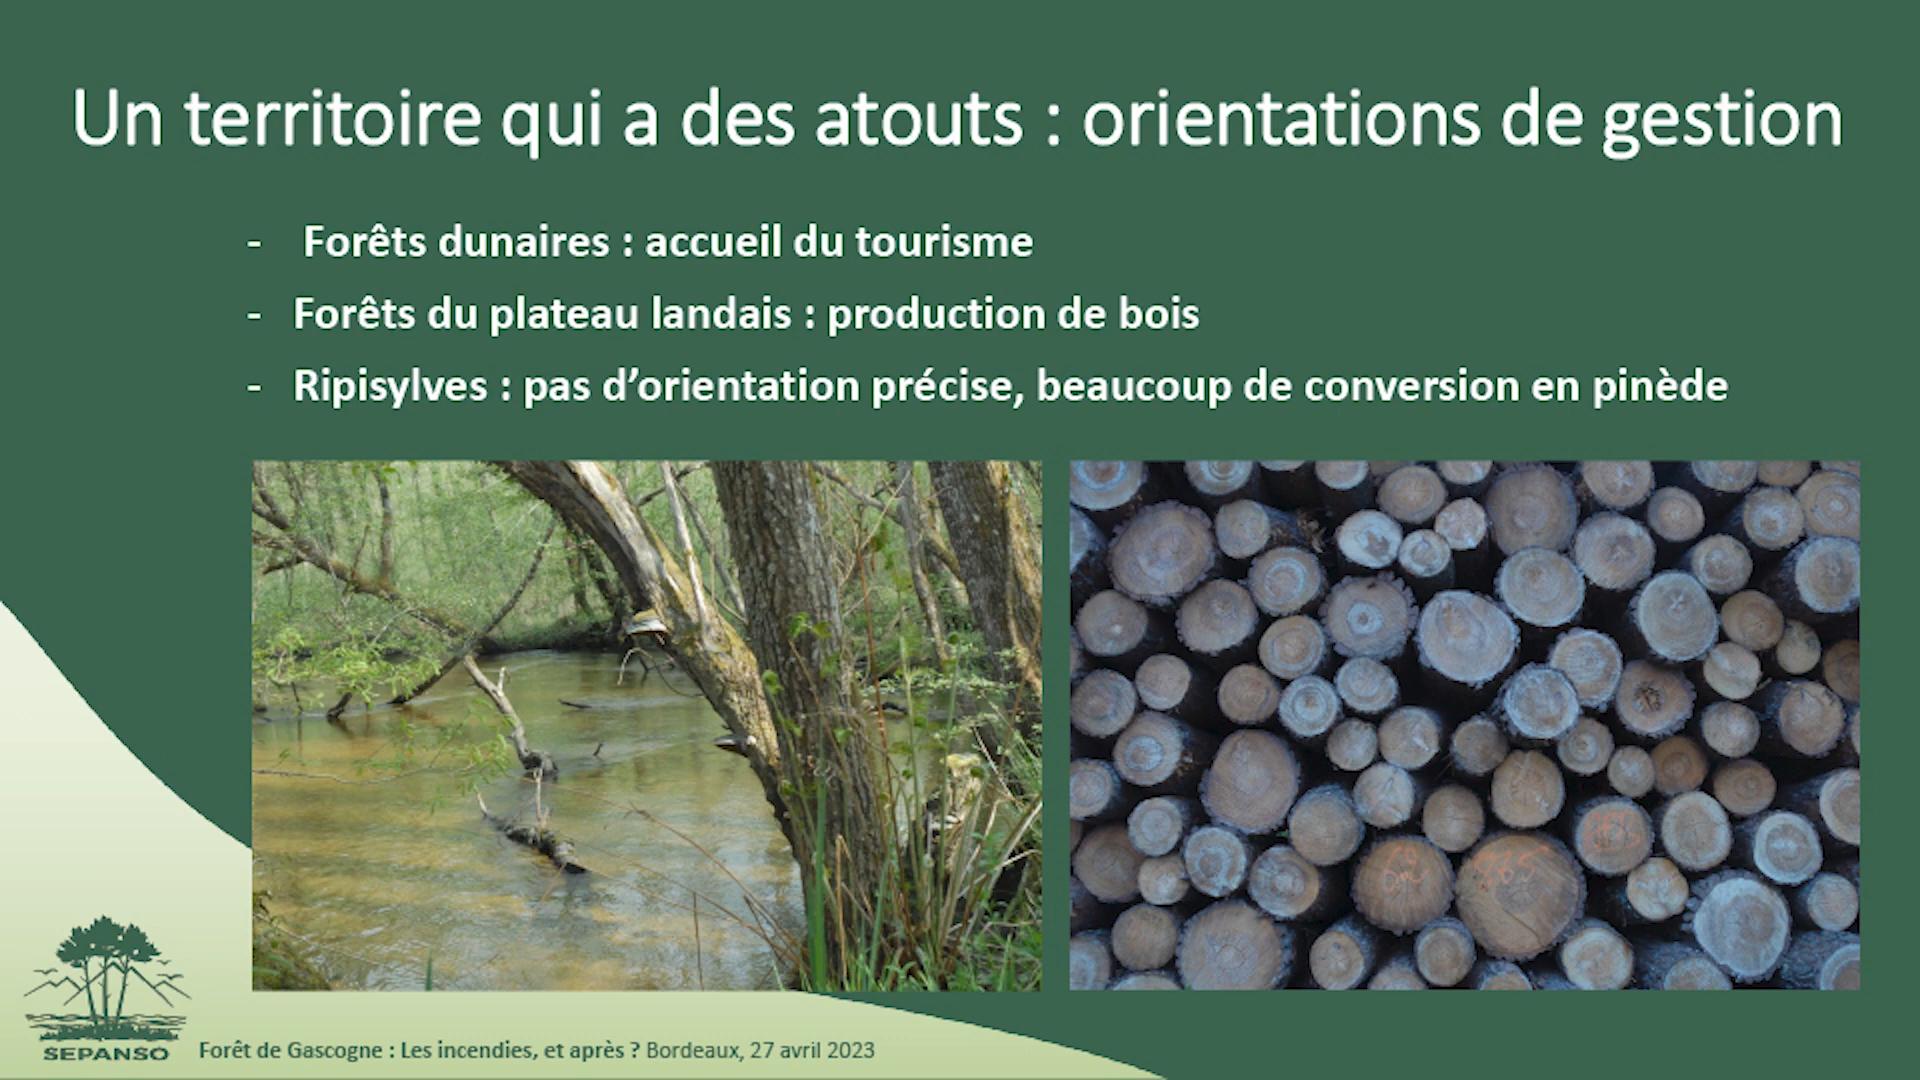 Un territoire qui a des atouts : orientations de gestion
- Forêts dunaires : accueil du tourisme
- Forêts du plateau landais : production de bois
- Ripisylves : pas d’orientation précise, beaucoup de conversion en pinède
SEPANSO
Forêt de Gascogne : Les incendies, et après ? Bordeaux, 27 avril 2023